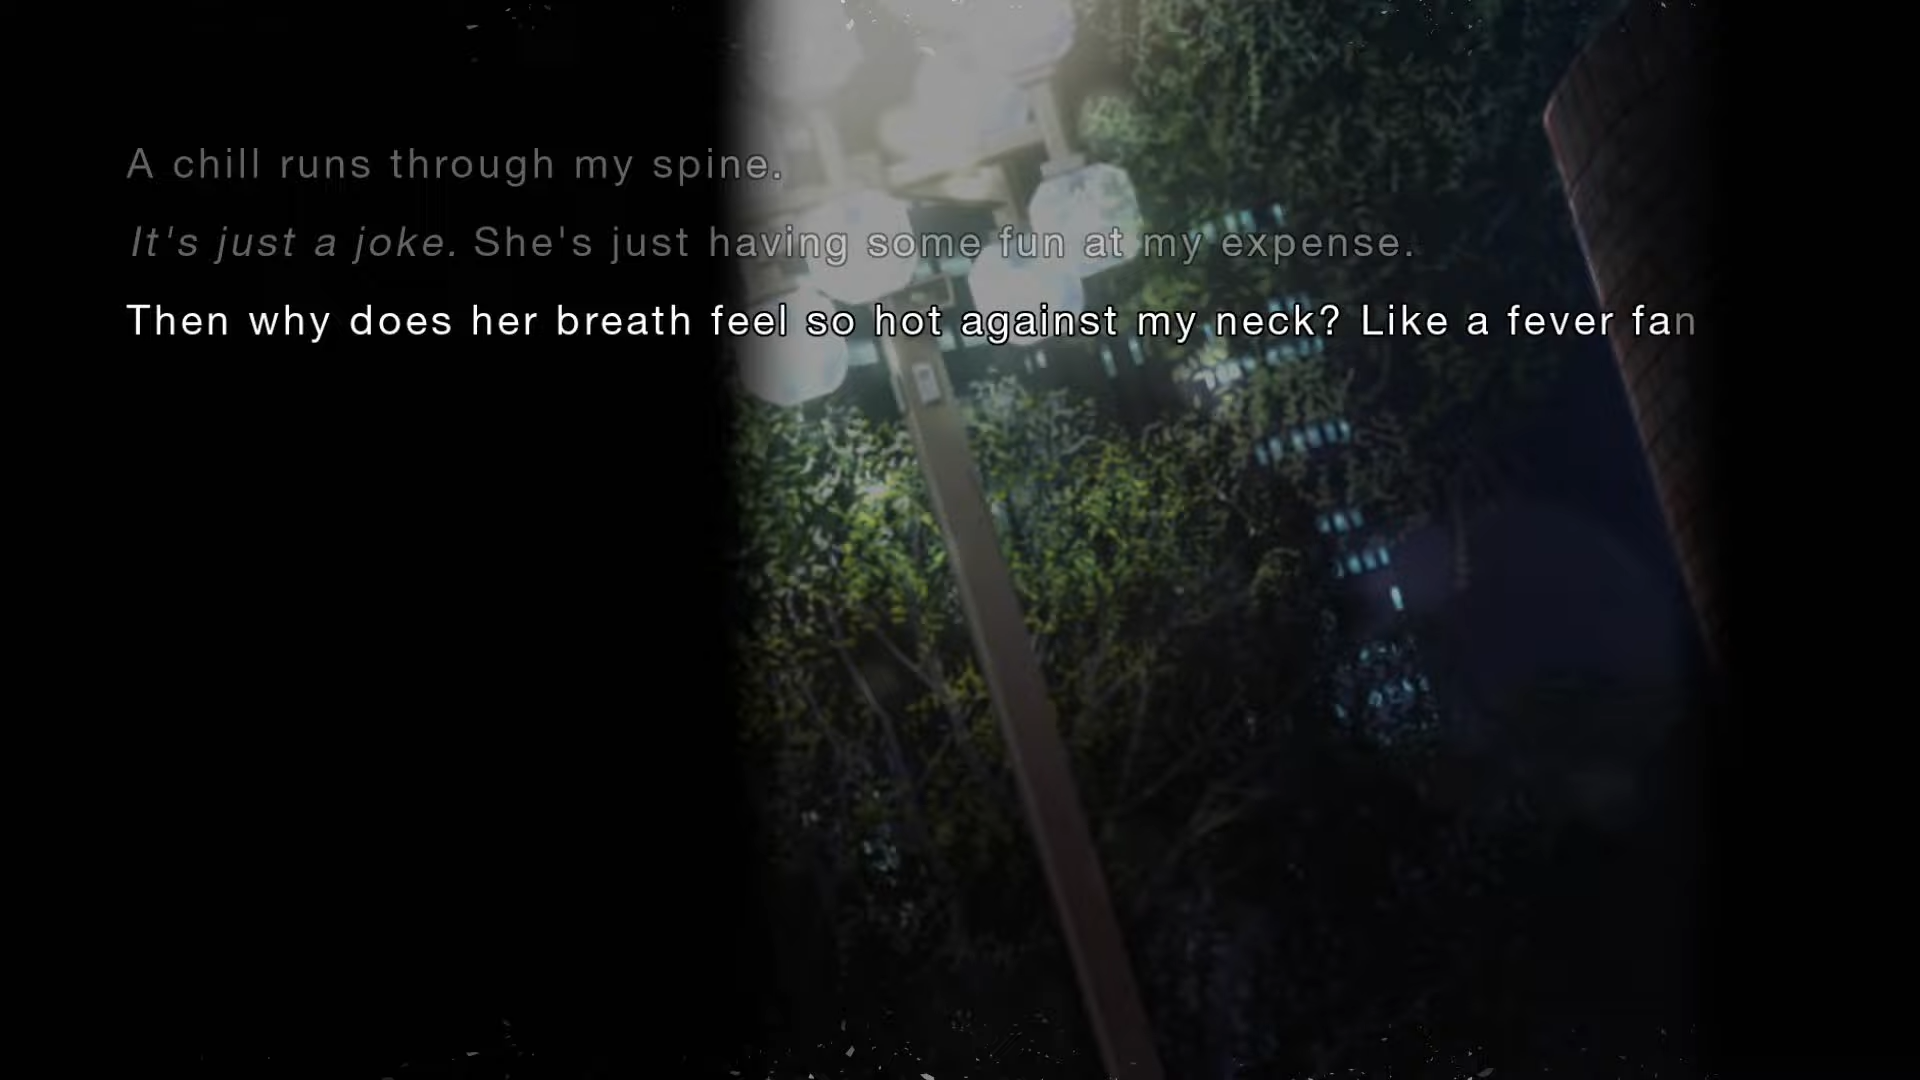 A chill runs through my spine.
It's just a joke. She's just having some fun at my expense.
Then why does her breath feel so hot against my neck? Like a fever fan